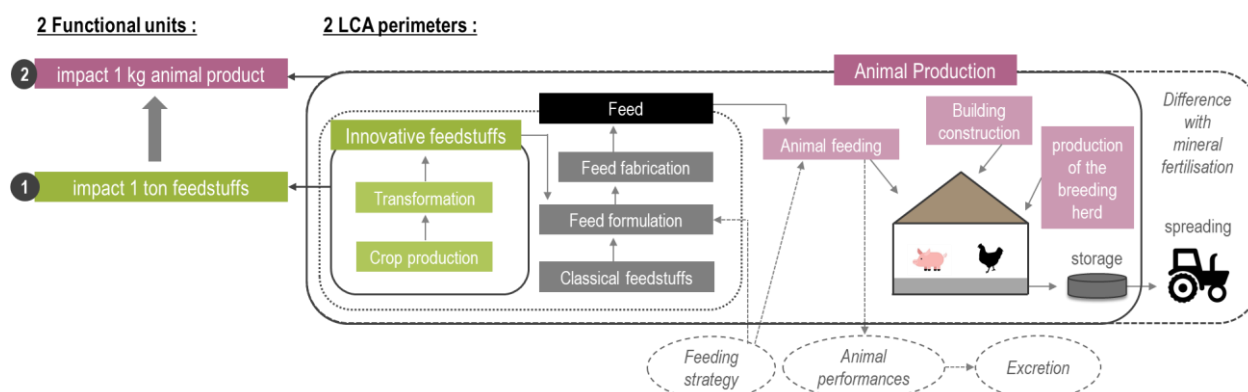 2 Functional units :
2 LCA perimeters :
2
impact 1 kg animal product
1
impact 1 ton feedstuffs
Animal Production
Feed
Innovative feedstuffs
Transformation
Crop production
Feed fabrication
Feed formulation
Classical feedstuffs
Animal feeding
Building
construction
production
of the
breeding
herd
Difference
with
mineral
fertilisation
storage
spreading
Feeding
strategy
Animal
performances
Excretion